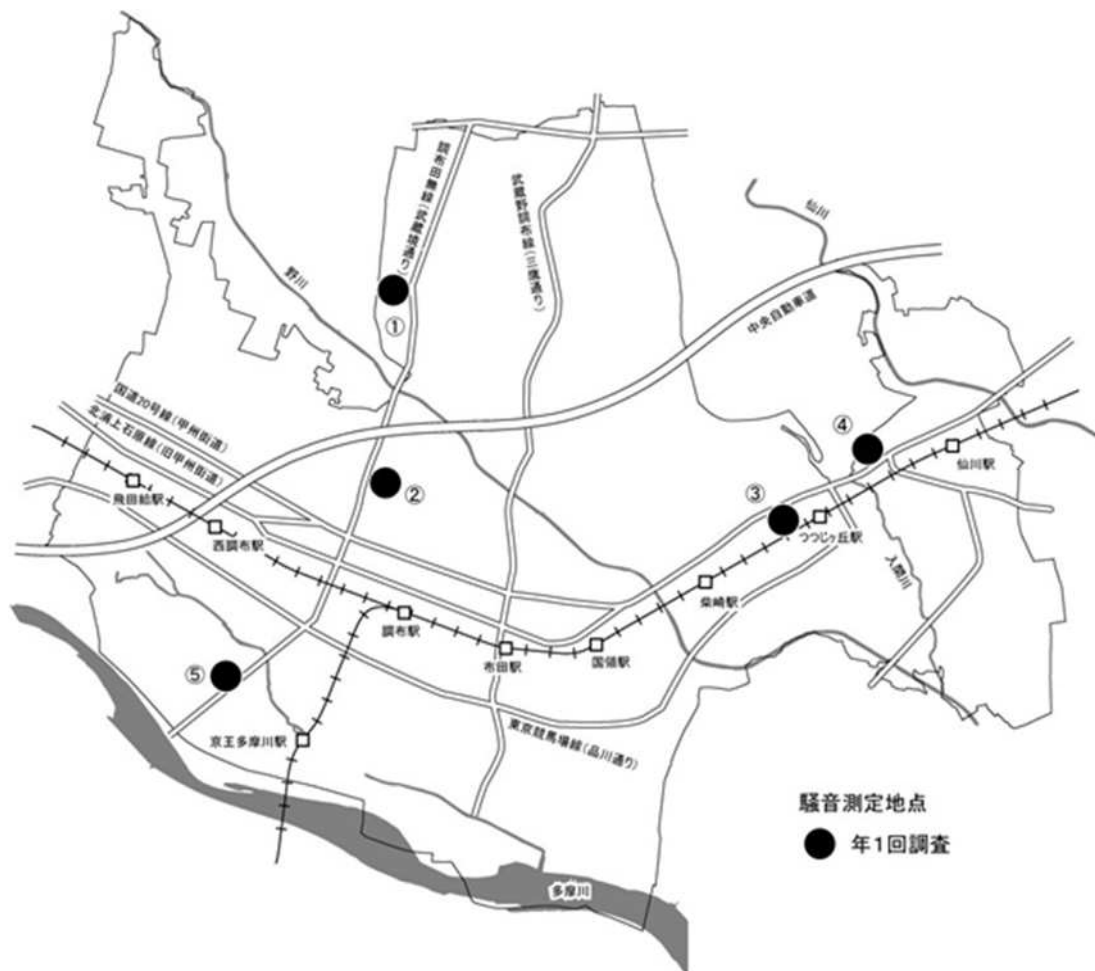 調布田無線(武蔵境通り)
武蔵野調布線(三鷹通り)
仙川
野川
①
中央自動車道
国道20号線(甲州街道)
北浦上石原線(旧甲州街道)
④
仙川駅
飛田給駅
②
③
西調布駅
つつじヶ丘駅
入間川
柴崎駅
調布駅
布田駅
国領駅
⑤
京王多摩川駅
東京競馬場線(品川通り)
騒音測定地点
年1回調査
多摩川